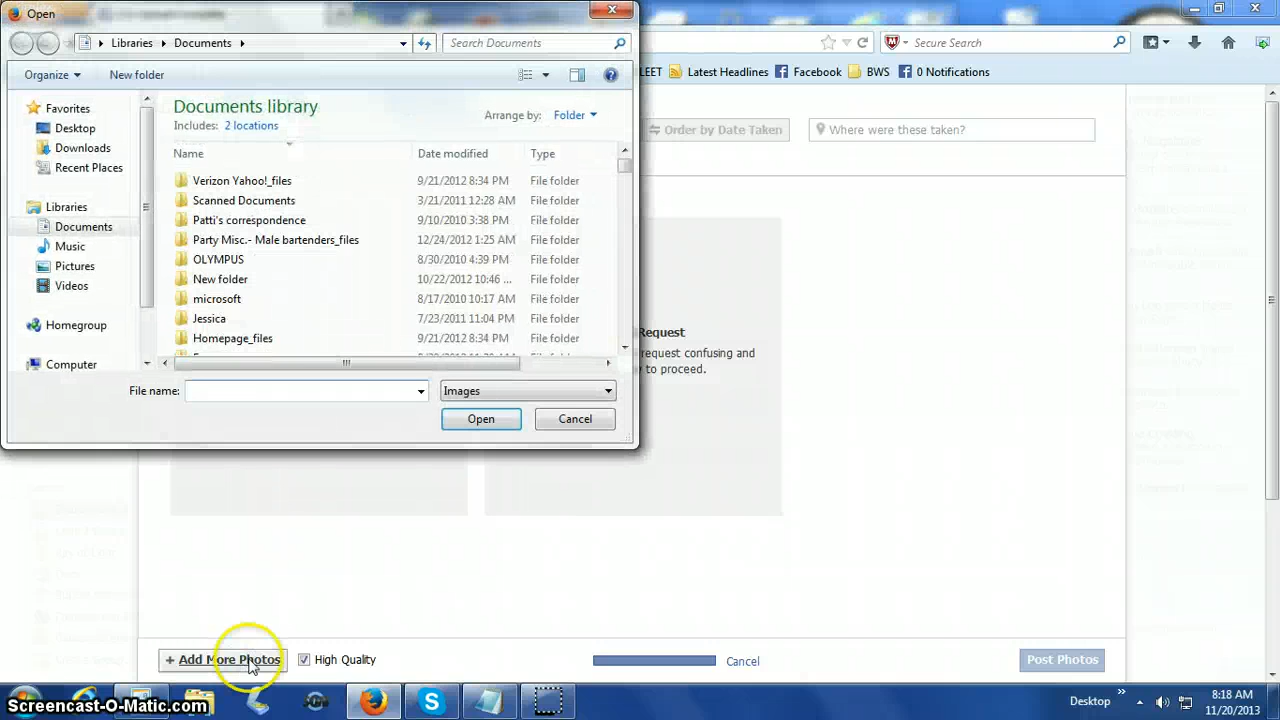 Open
Libraries Documents
Search Documents
Secure Search
Organize
New folder
LEET
Latest Headlines
Facebook
BWS
0 Notifications
Favorites
Desktop
Downloads
Recent Places
Libraries
Documents
Music
Pictures
Videos
Homegroup
Computer
Documents library
Includes: 2 locations
Arrange by: Folder
Name Date modified Type
Verizon Yahoo!_files 9/21/2012 8:34 PM File folder
Scanned Documents 3/21/2011 12:28 AM File folder
Patti's correspondence 9/10/2010 3:38 PM File folder
Party Misc.- Male bartenders_files 12/24/2012 1:25 AM File folder
OLYMPUS 8/30/2010 4:39 PM File folder
New folder 10/22/2012 10:46 ... File folder
microsoft 8/17/2010 10:17 AM File folder
Jessica 7/23/2011 11:04 PM File folder
Homepage_files 9/21/2012 8:34 PM File folder
File name:
Images
Open Cancel
Order by Date Taken
Where were these taken?
Request
request confusing and
to proceed.
+ Add More Photos
High Quality
Cancel
Post Photos
Screencast-O-Matic.com
Desktop
8:18 AM
11/20/2013